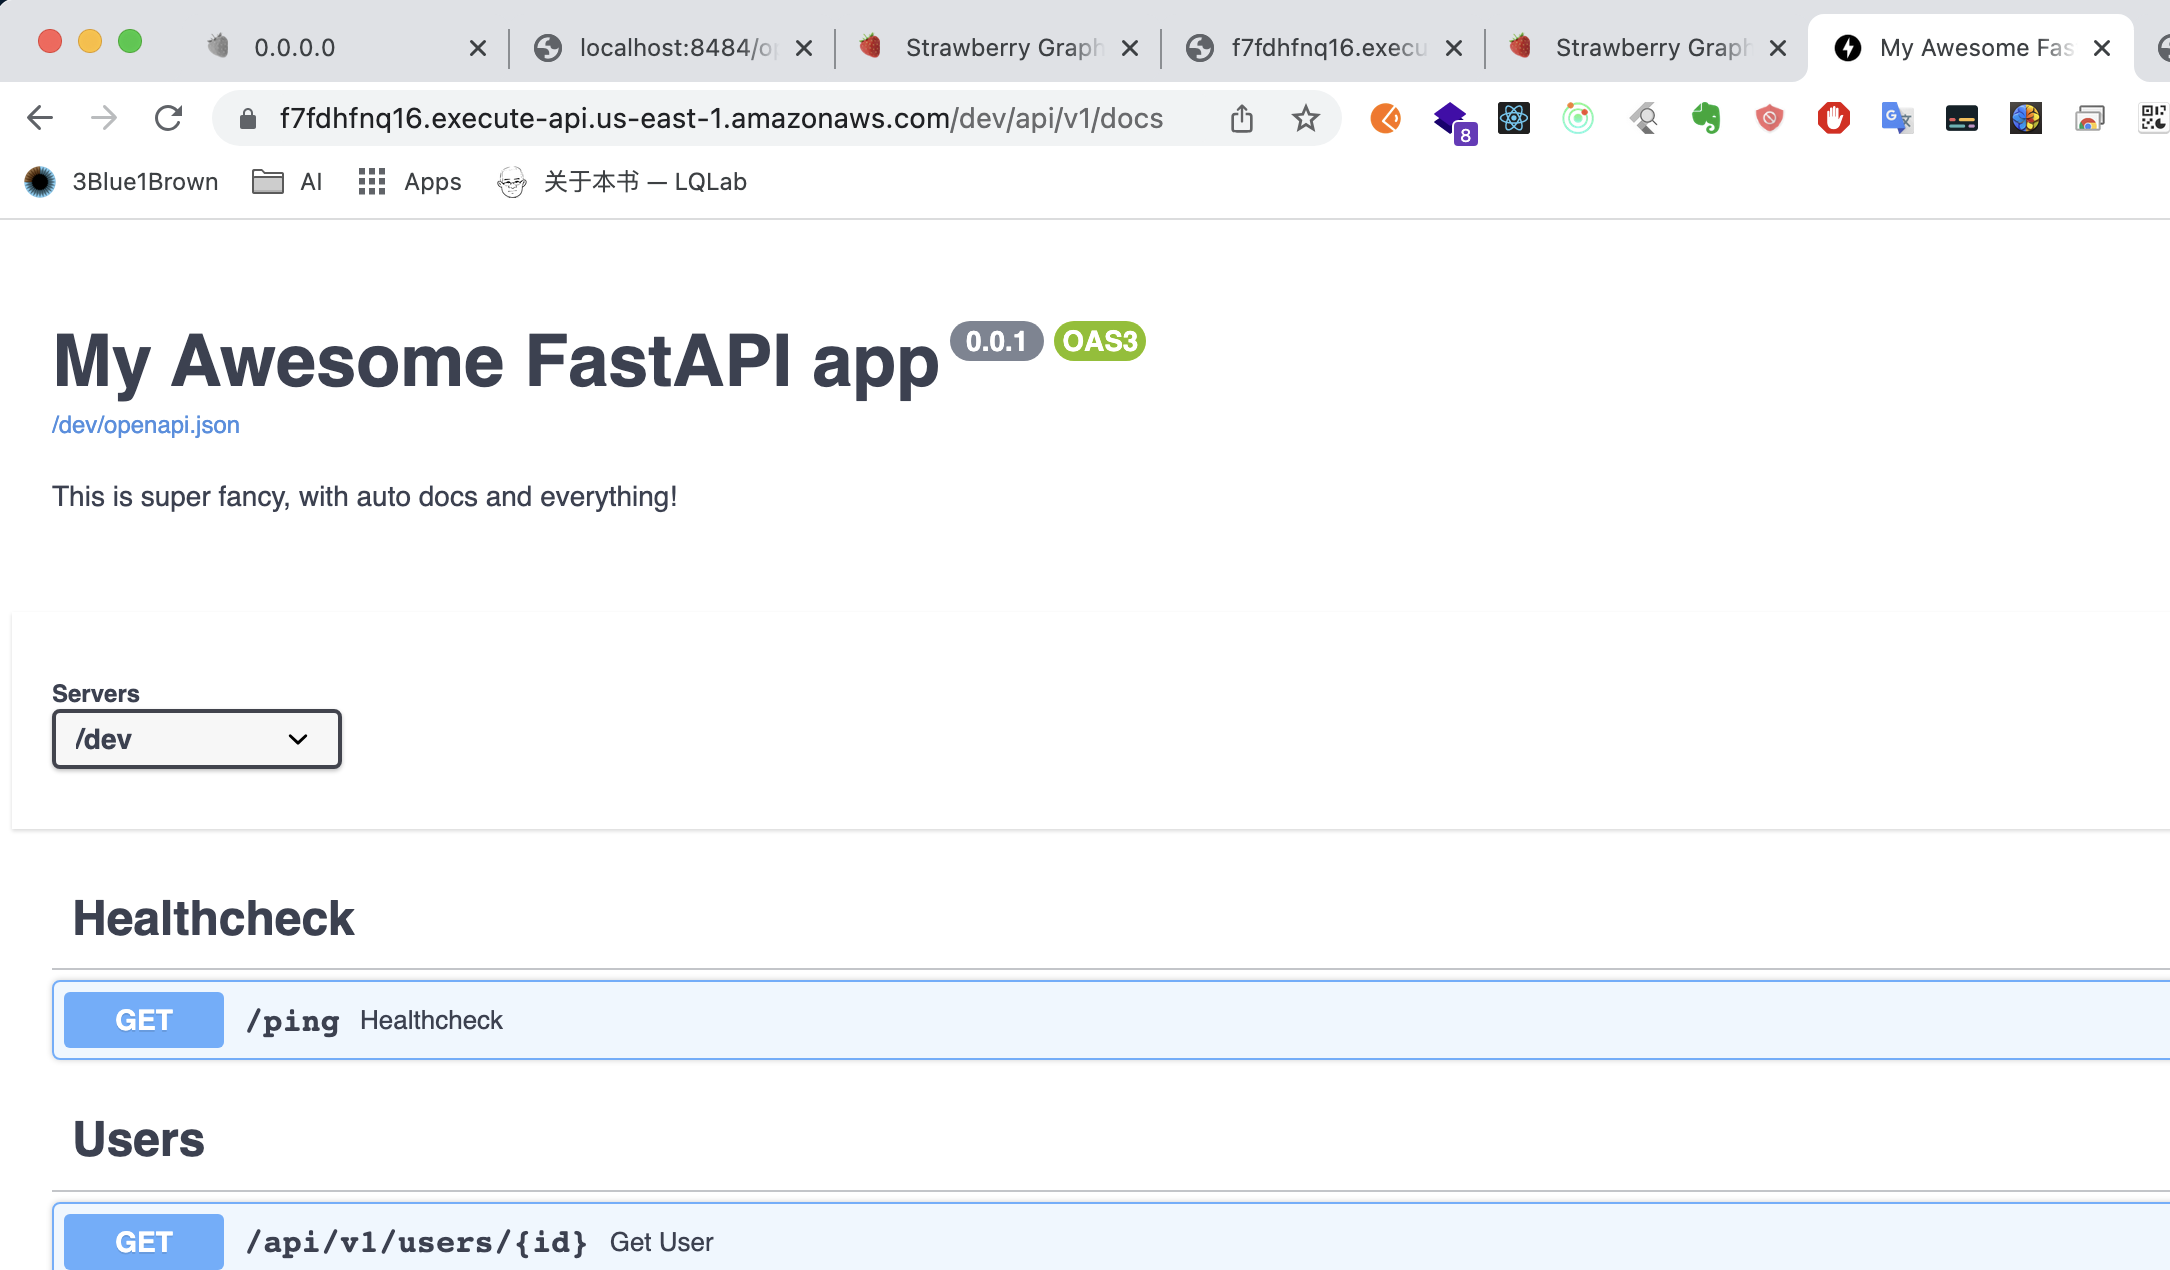 0.0.0.0
localhost:8484/op
Strawberry Graph
f7fdhfnq16.execu
Strawberry Graph
My Awesome Fas
f7fdhfnq16.execute-api.us-east-1.amazonaws.com/dev/api/v1/docs
8
3Blue1Brown
AI
Apps
关于本书 — LQLab
My Awesome FastAPI app 0.0.1 OAS3
/dev/openapi.json
This is super fancy, with auto docs and everything!
Servers
/dev
Healthcheck
GET /ping Healthcheck
Users
GET /api/v1/users/{id} Get User